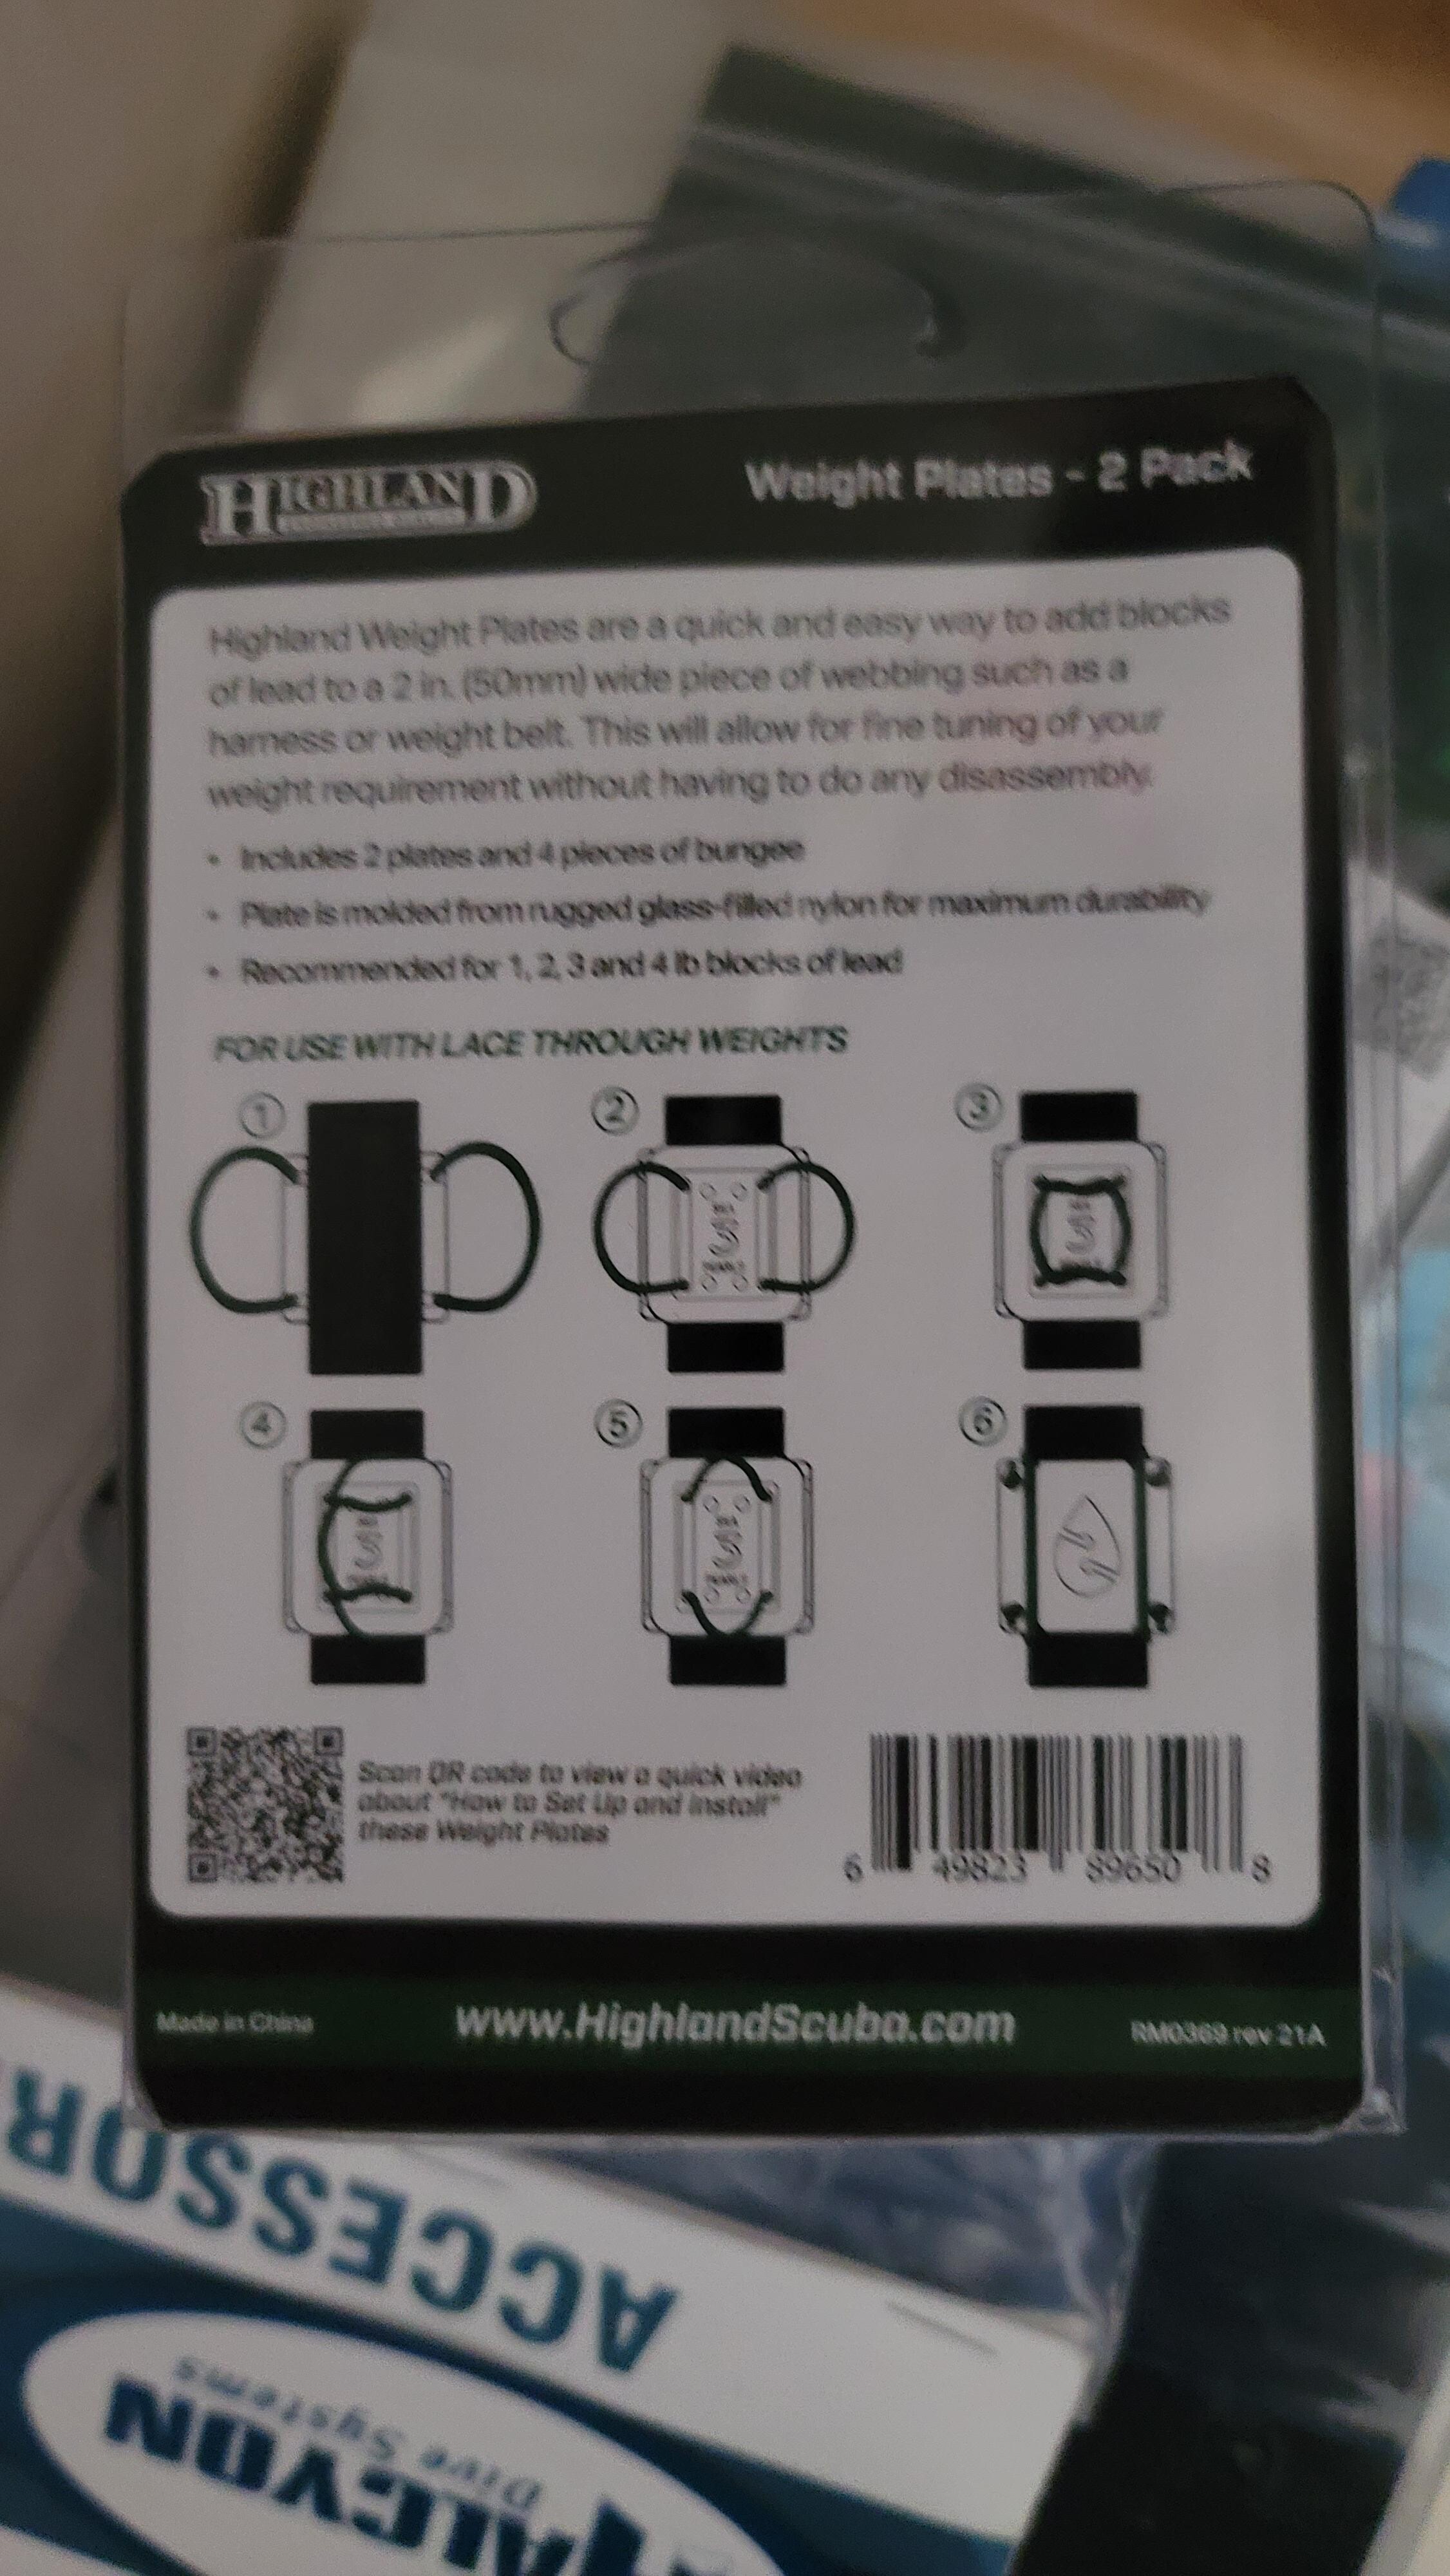 HIGHLAND
Weight Plates - 2 Pack
Highland Weight Plates are a quick and easy way to add blocks
of lead to a 2 in. (50mm) wide piece of webbing such as a
harness or weight belt. This will allow for fine tuning of your
weight requirement without having to do any disassembly.
• Includes 2 plates and 4 pieces of bungee
• Plate is molded from rugged glass-filled nylon for maximum durability
• Recommended for 1, 2, 3 and 4 lb blocks of lead
FOR USE WITH LACE THROUGH WEIGHTS
1
2
3
4
5
6
Scan QR code to view a quick video
about "How to Set Up and Install"
these Weight Plates
6 49823 89650 8
Made in China
www.HighlandScuba.com
RM0369 rev 21A
ACCESSOR
Dive Systems
HALCYON